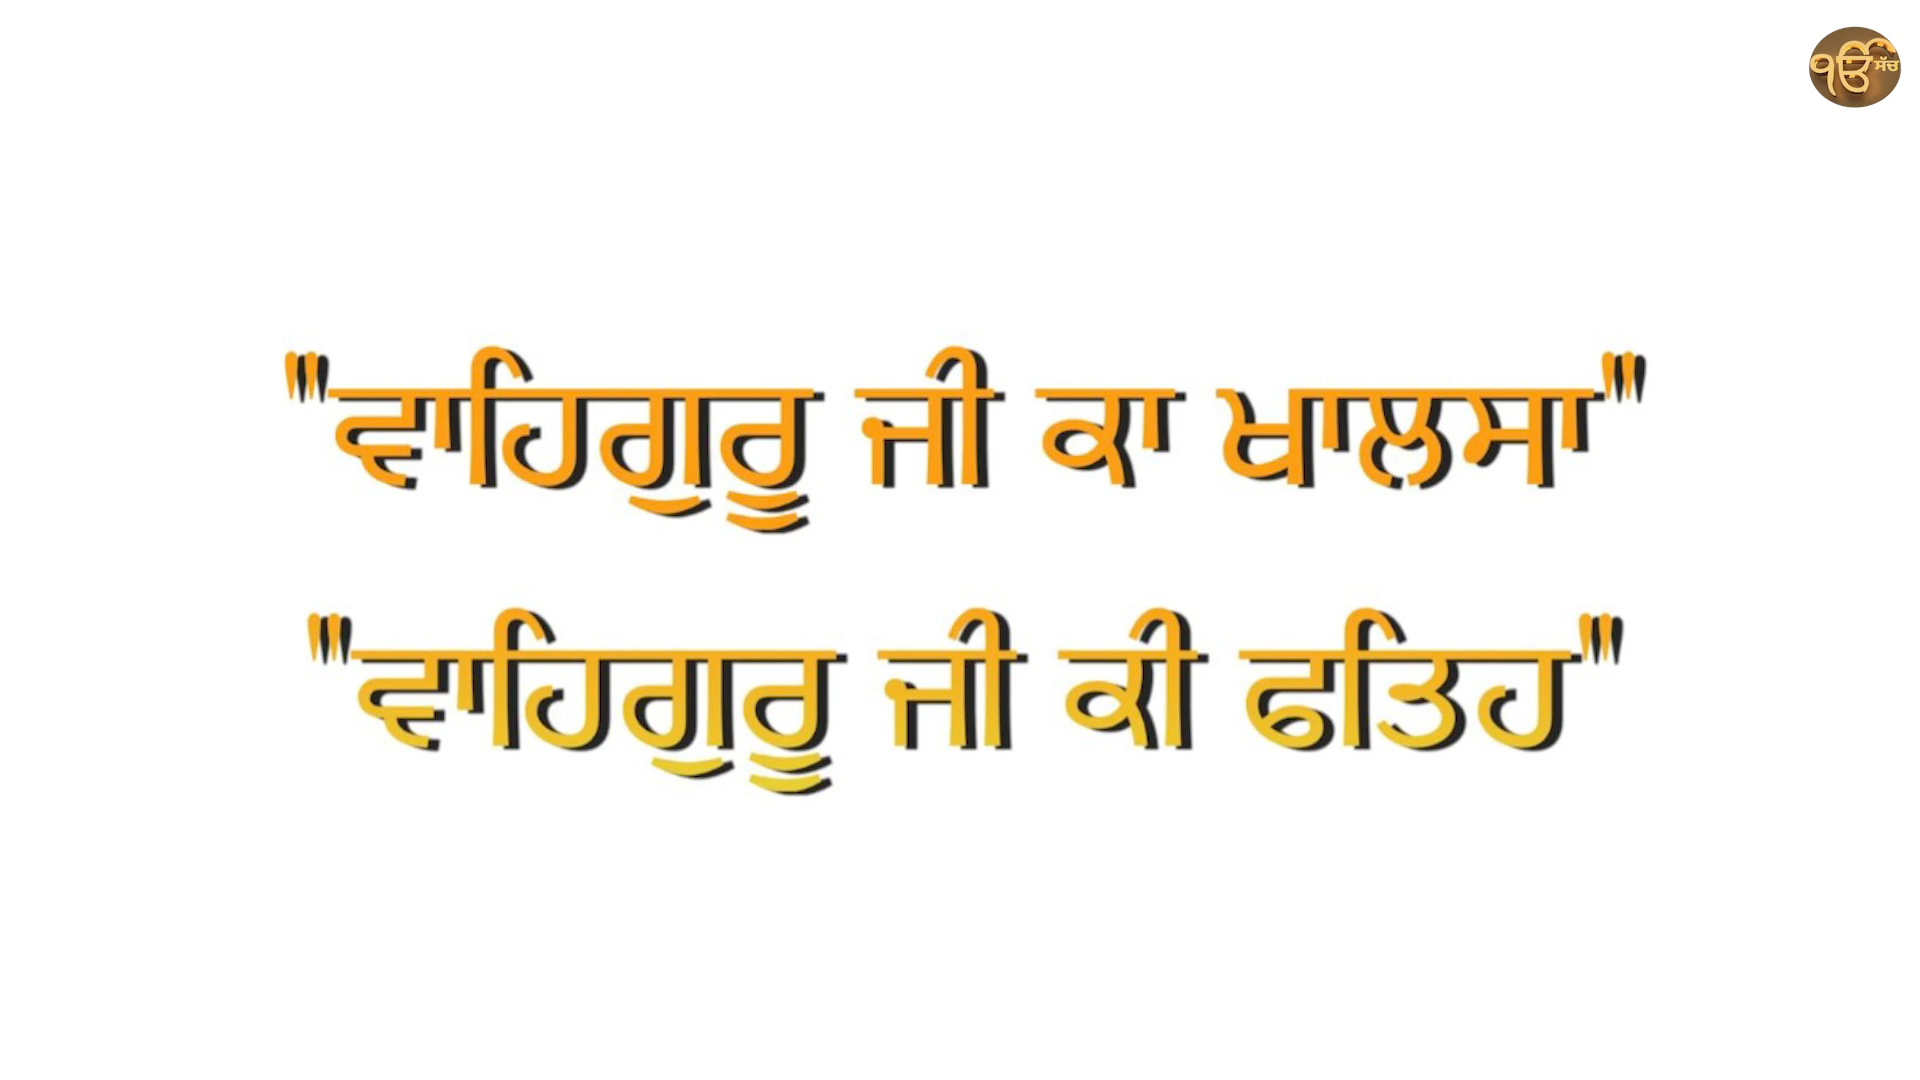 ੴ ਸੱਚ
"ਵਾਹਿਗੁਰੂ ਜੀ ਕਾ ਖਾਲਸਾ"
"ਵਾਹਿਗੁਰੂ ਜੀ ਕੀ ਫਤਿਹ"